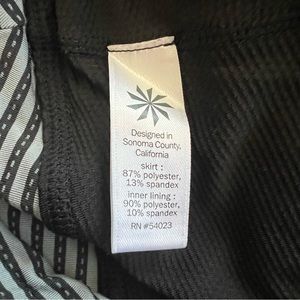 Designed in
Sonoma County,
California
skirt :
87% polyester,
13% spandex
inner lining :
90% polyester,
10% spandex
RN #54023